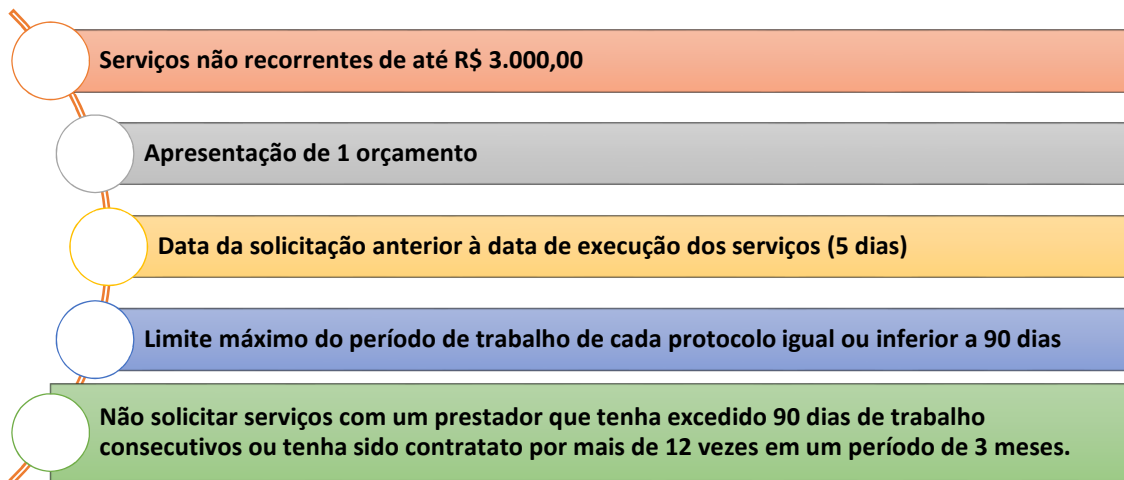 Serviços não recorrentes de até R$ 3.000,00
Apresentação de 1 orçamento
Data da solicitação anterior à data de execução dos serviços (5 dias)
Limite máximo do período de trabalho de cada protocolo igual ou inferior a 90 dias
Não solicitar serviços com um prestador que tenha excedido 90 dias de trabalho
consecutivos ou tenha sido contratato por mais de 12 vezes em um período de 3 meses.